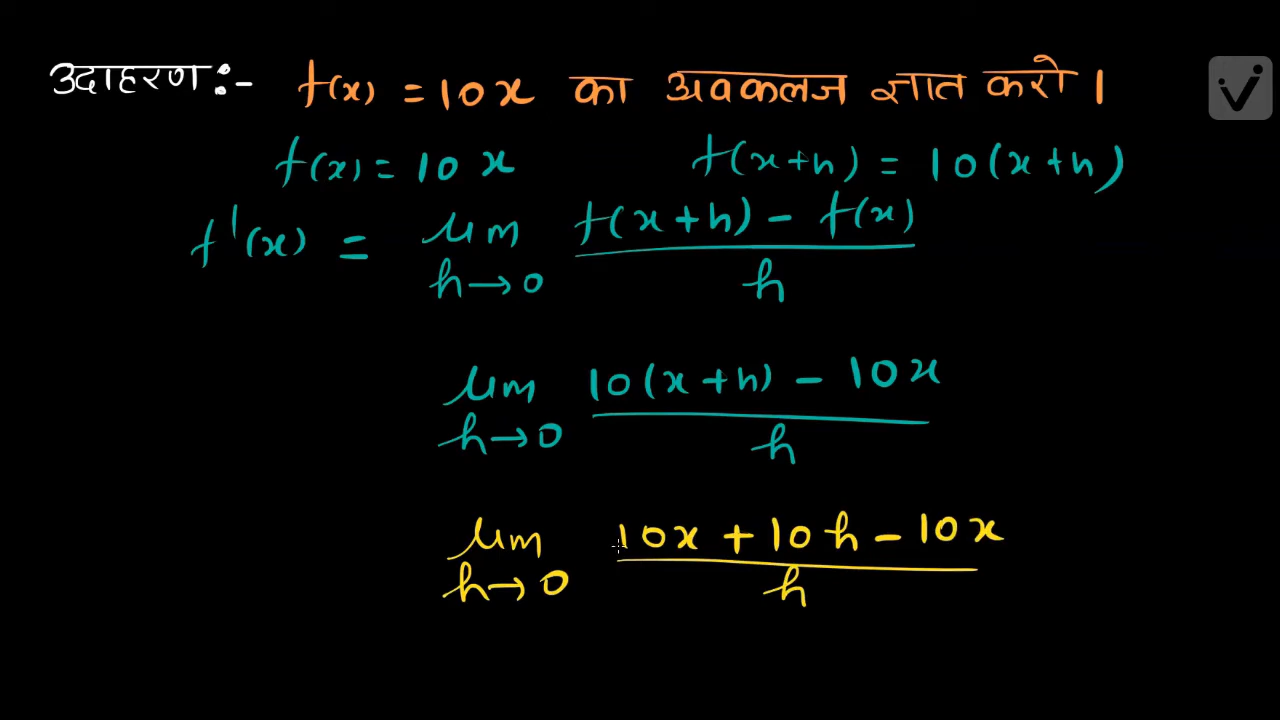 उदाहरण :- f(x) = 10x का अवकलज ज्ञात करो ।
f(x) = 10x f(x+h) = 10(x+h)
f'(x) = lim f(x+h) - f(x)
h→0 h
lim 10(x+h) - 10x
h→0 h
lim 10x + 10h - 10x
h→0 h